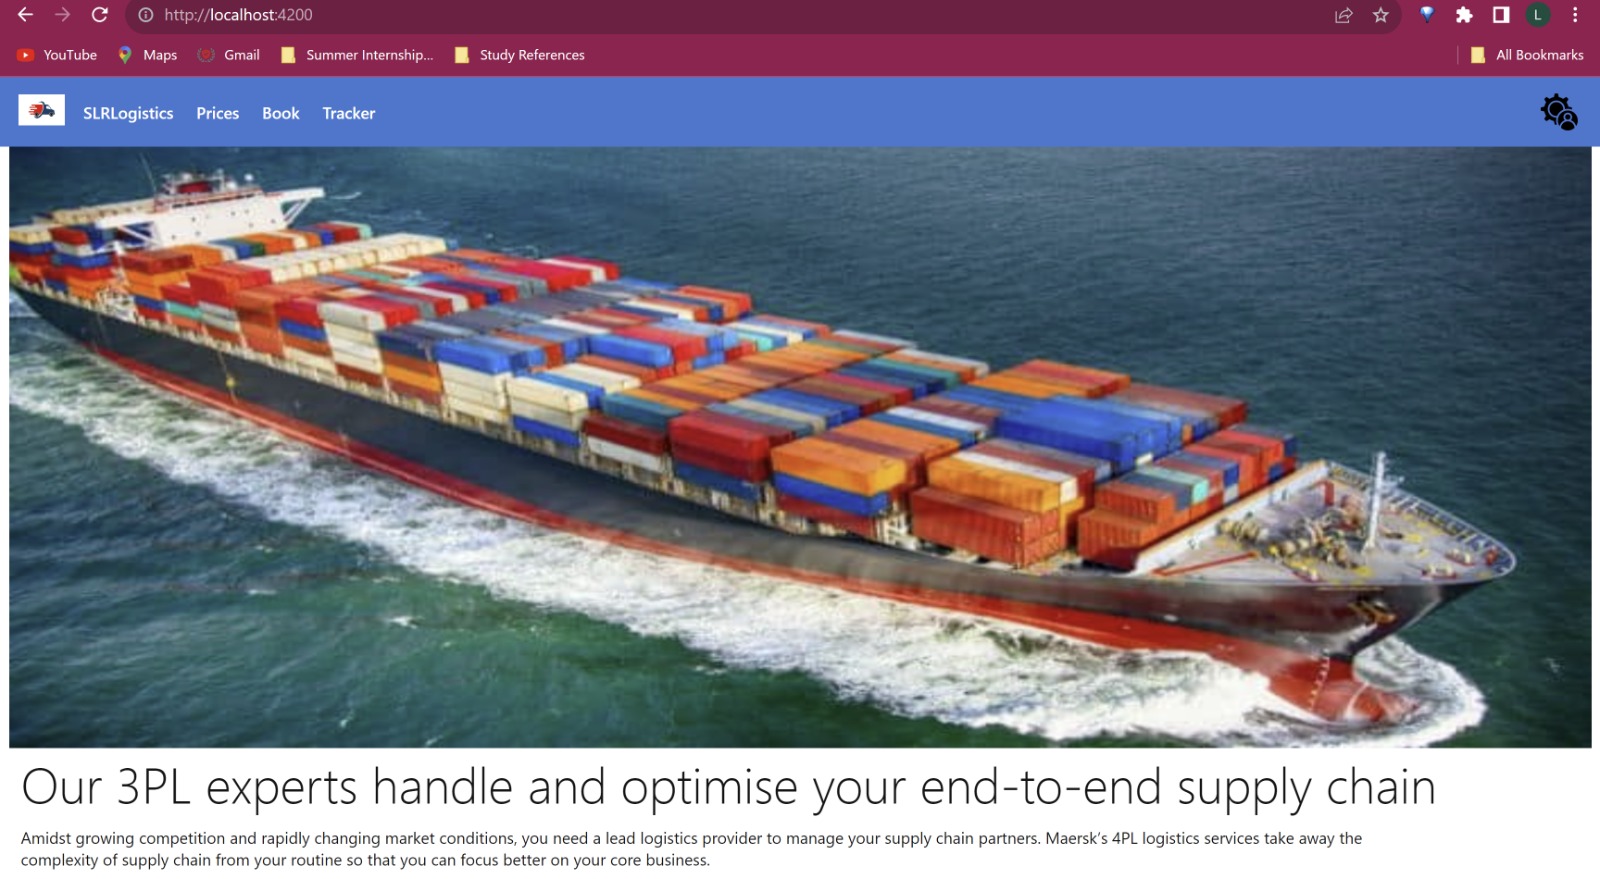 http://localhost:4200
L
YouTube Maps Gmail Summer Internship... Study References All Bookmarks
SLRLogistics Prices Book Tracker
Our 3PL experts handle and optimise your end-to-end supply chain
Amidst growing competition and rapidly changing market conditions, you need a lead logistics provider to manage your supply chain partners. Maersk’s 4PL logistics services take away the
complexity of supply chain from your routine so that you can focus better on your core business.